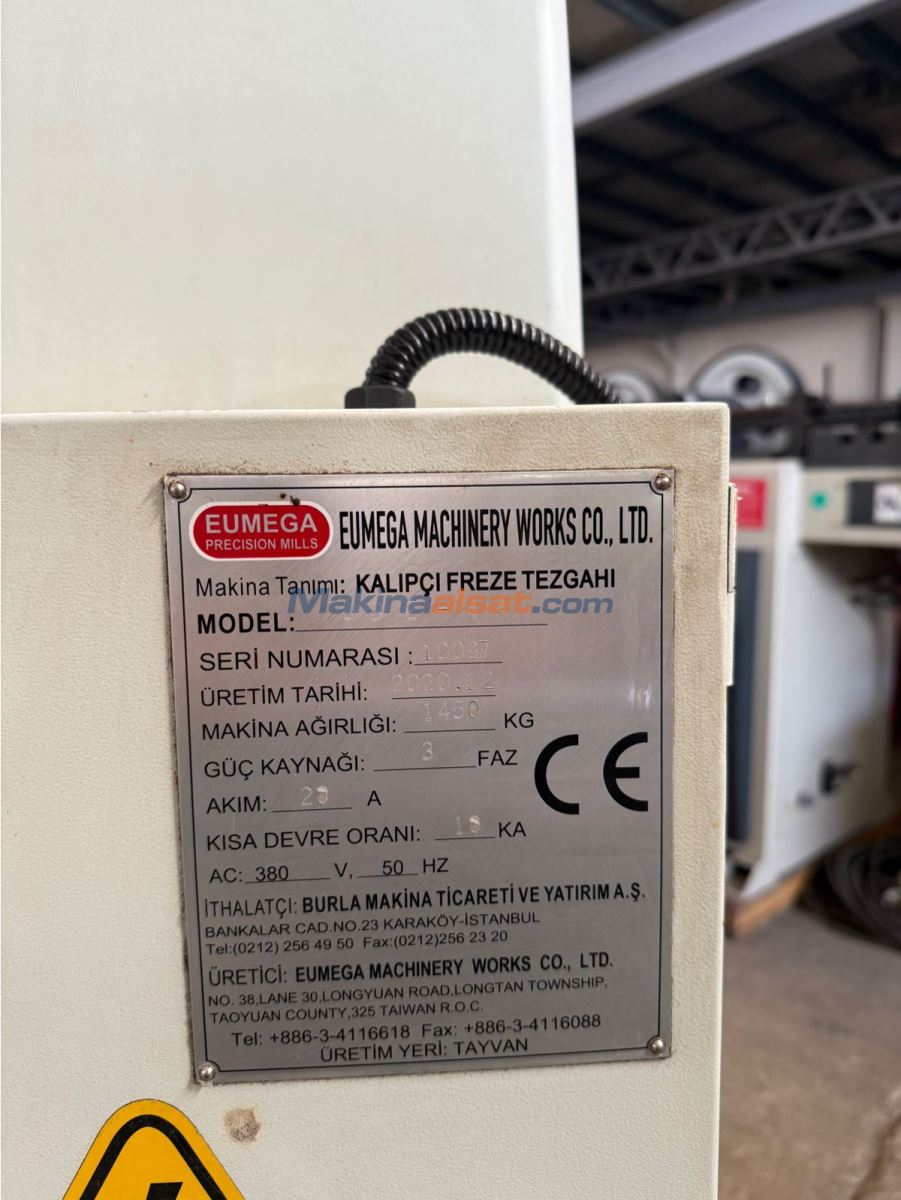 EUMEGA
PRECISION MILLS
EUMEGA MACHINERY WORKS CO., LTD.
Makina Tanımı: KALIPÇI FREZE TEZGAHI
Makinaalsat.com
MODEL:
SERİ NUMARASI :
ÜRETİM TARİHİ: 2020.12
MAKİNA AĞIRLIĞI: KG
GÜÇ KAYNAĞI: 3 FAZ
AKIM: A
KISA DEVRE ORANI: KA
CE
AC: 380 V, 50 HZ
İTHALATÇI: BURLA MAKİNA TİCARETİ VE YATIRIM A.Ş.
BANKALAR CAD.NO.23 KARAKÖY-İSTANBUL
Tel:(0212) 256 49 50 Fax:(0212)256 23 20
ÜRETİCİ: EUMEGA MACHINERY WORKS CO., LTD.
NO. 38,LANE 30,LONGYUAN ROAD,LONGTAN TOWNSHIP,
TAOYUAN COUNTY,325 TAIWAN R.O.C.
Tel: +886-3-4116618 Fax: +886-3-4116088
ÜRETİM YERİ: TAYVAN